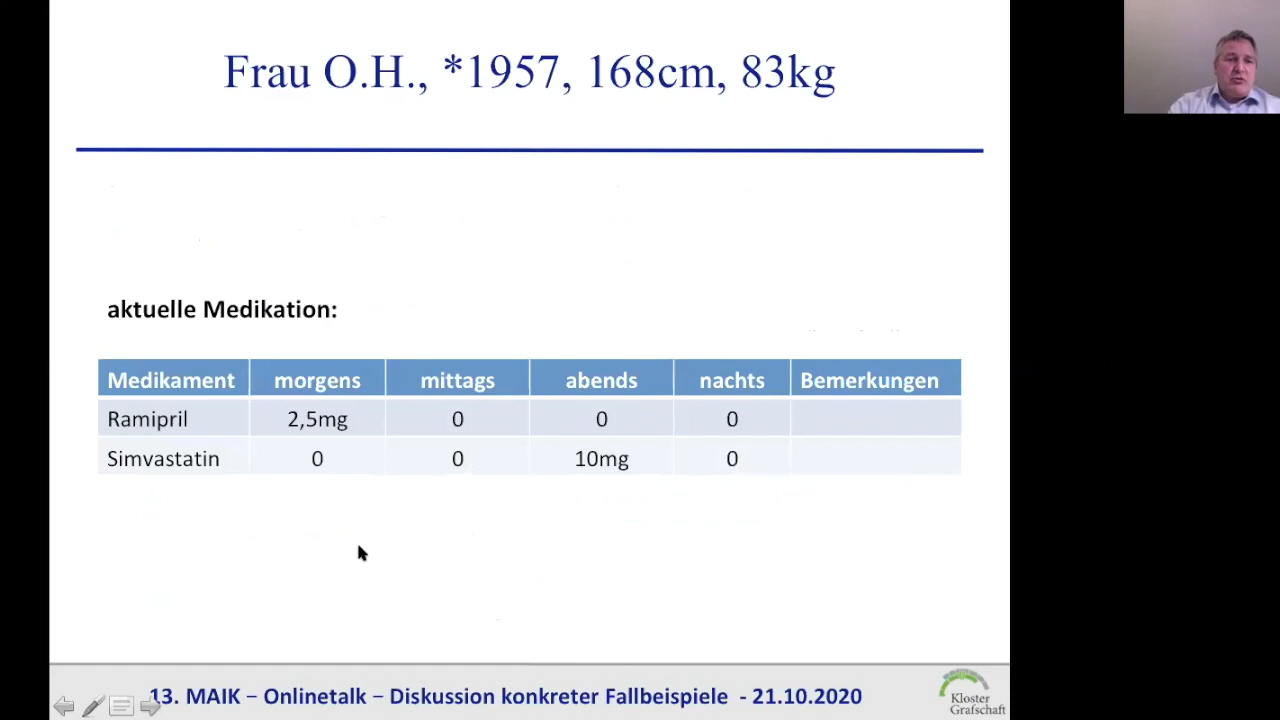 Frau O.H., *1957, 168cm, 83kg
aktuelle Medikation:
Medikament morgens mittags abends nachts Bemerkungen
Ramipril 2,5mg 0 0 0
Simvastatin 0 0 10mg 0
13. MAIK – Onlinetalk – Diskussion konkreter Fallbeispiele - 21.10.2020
Kloster
Grafschaft